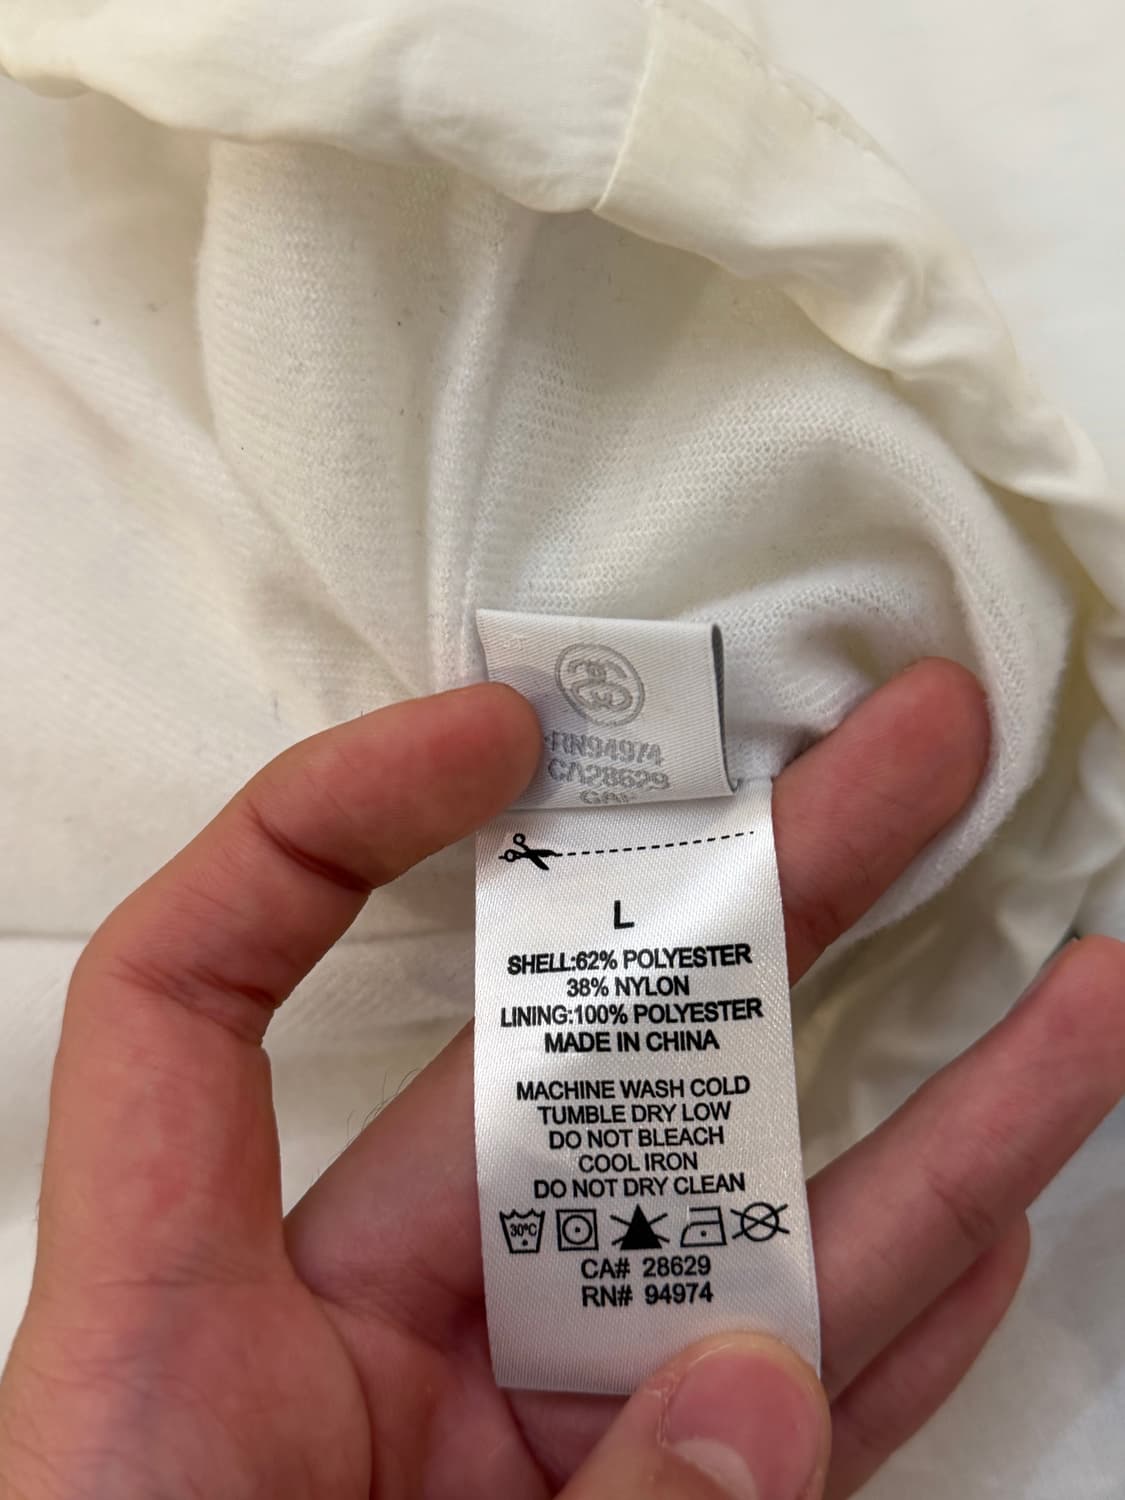 RN94974
CA28629
L
SHELL:62% POLYESTER
38% NYLON
LINING:100% POLYESTER
MADE IN CHINA
MACHINE WASH COLD
TUMBLE DRY LOW
DO NOT BLEACH
COOL IRON
DO NOT DRY CLEAN
30°C
CA# 28629
RN# 94974